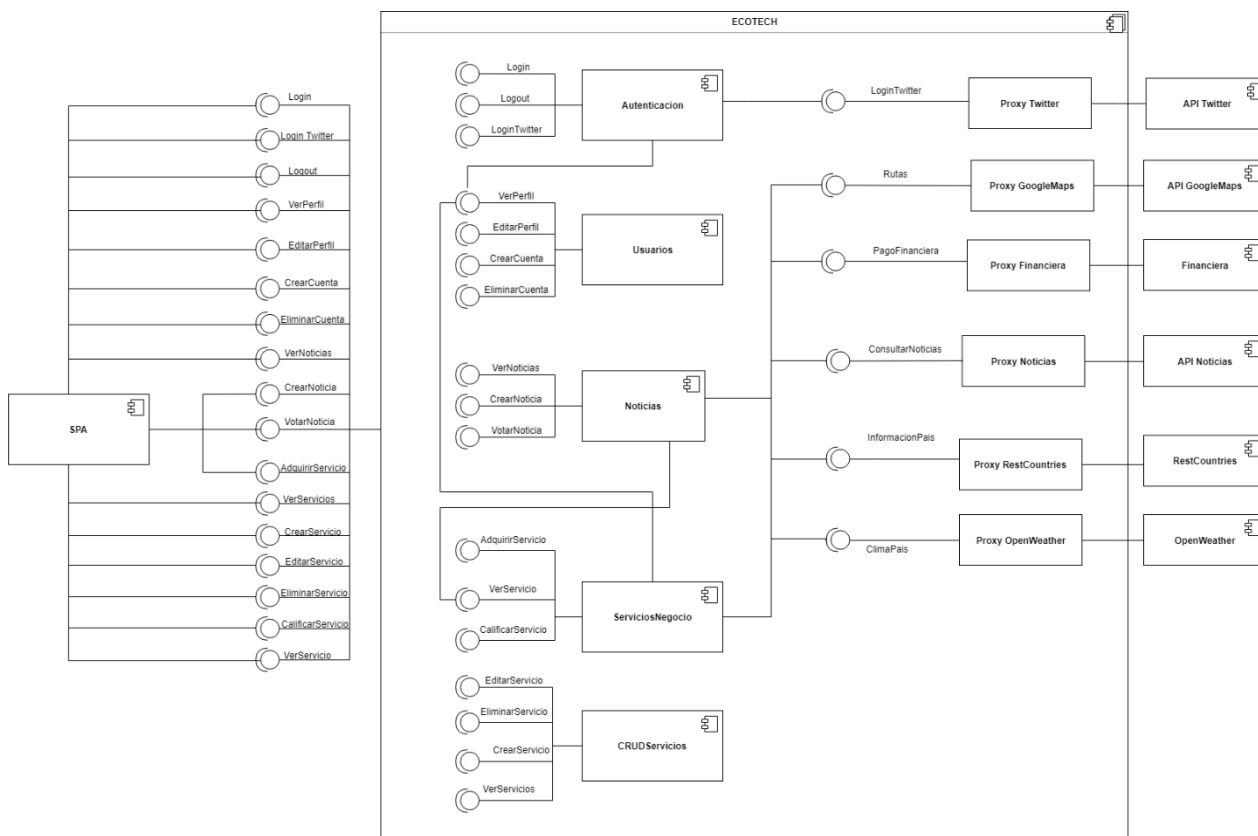 ECOTECH
Login
Login Twitter
Logout
VerPerfil
EditarPerfil
CrearCuenta
EliminarCuenta
VerNoticias
CrearNoticia
VotarNoticia
AdquirirServicio
VerServicios
CrearServicio
EditarServicio
EliminarServicio
CalificarServicio
VerServicio
SPA
Login
Logout
LoginTwitter
Autenticacion
VerPerfil
EditarPerfil
CrearCuenta
EliminarCuenta
Usuarios
VerNoticias
CrearNoticia
VotarNoticia
Noticias
AdquirirServicio
VerServicio
CalificarServicio
ServiciosNegocio
EditarServicio
EliminarServicio
CrearServicio
VerServicios
CRUDServicios
LoginTwitter
Proxy Twitter
API Twitter
Rutas
Proxy GoogleMaps
API GoogleMaps
PagoFinanciera
Proxy Financiera
Financiera
ConsultarNoticias
Proxy Noticias
API Noticias
InformacionPais
Proxy RestCountries
RestCountries
ClimaPais
Proxy OpenWeather
OpenWeather